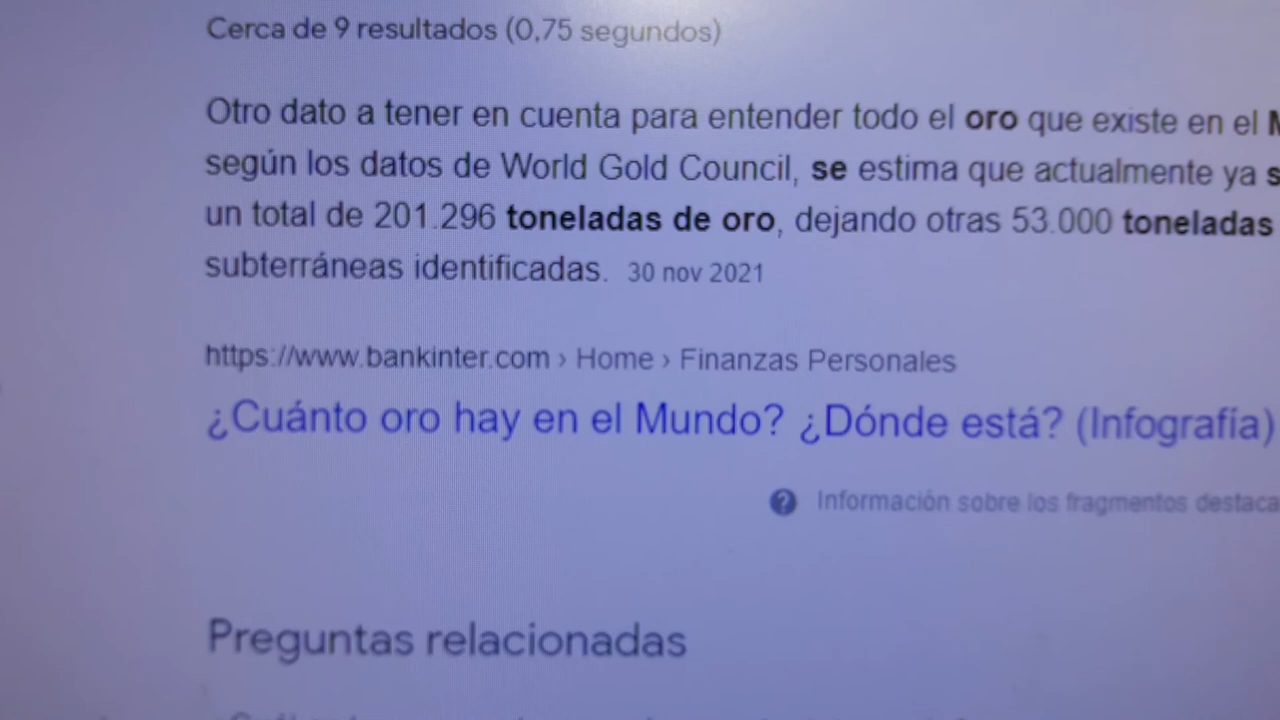 Cerca de 9 resultados (0,75 segundos)
Otro dato a tener en cuenta para entender todo el oro que existe en el
según los datos de World Gold Council, se estima que actualmente ya
un total de 201.296 toneladas de oro, dejando otras 53.000 toneladas
subterráneas identificadas. 30 nov 2021
https://www.bankinter.com › Home › Finanzas Personales
¿Cuánto oro hay en el Mundo? ¿Dónde está? (Infografía)
Información sobre los fragmentos destaca
Preguntas relacionadas